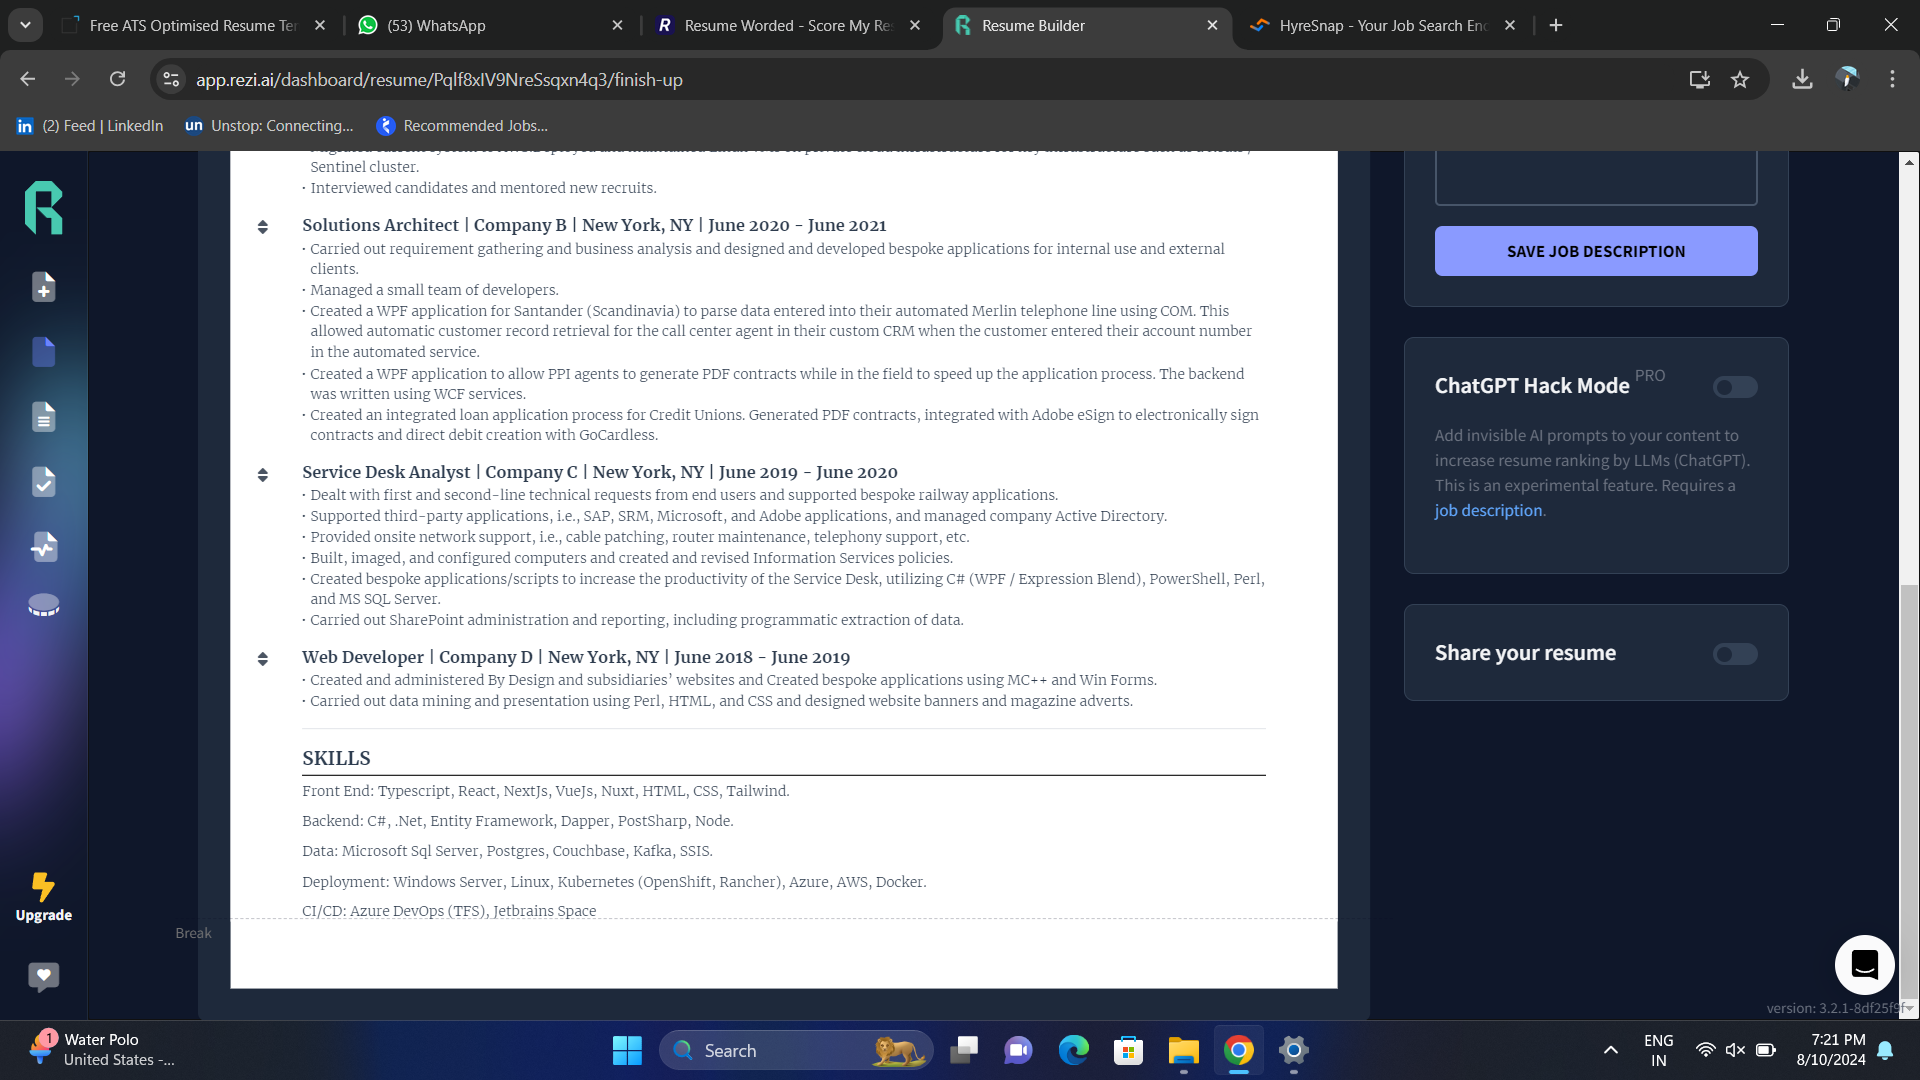 Free ATS Optimised Resume Ter
(53) WhatsApp
Resume Worded - Score My Res
Resume Builder
HyreSnap - Your Job Search Eng
app.rezi.ai/dashboard/resume/Pqlf8xlV9NreSsqxn4q3/finish-up
(2) Feed | LinkedIn
un Unstop: Connecting...
Recommended Jobs...
Sentinel cluster.
• Interviewed candidates and mentored new recruits.
Solutions Architect | Company B | New York, NY | June 2020 - June 2021
• Carried out requirement gathering and business analysis and designed and developed bespoke applications for internal use and external
clients.
• Managed a small team of developers.
• Created a WPF application for Santander (Scandinavia) to parse data entered into their automated Merlin telephone line using COM. This
allowed automatic customer record retrieval for the call center agent in their custom CRM when the customer entered their account number
in the automated service.
• Created a WPF application to allow PPI agents to generate PDF contracts while in the field to speed up the application process. The backend
was written using WCF services.
• Created an integrated loan application process for Credit Unions. Generated PDF contracts, integrated with Adobe eSign to electronically sign
contracts and direct debit creation with GoCardless.
Service Desk Analyst | Company C | New York, NY | June 2019 - June 2020
• Dealt with first and second-line technical requests from end users and supported bespoke railway applications.
• Supported third-party applications, i.e., SAP, SRM, Microsoft, and Adobe applications, and managed company Active Directory.
• Provided onsite network support, i.e., cable patching, router maintenance, telephony support, etc.
• Built, imaged, and configured computers and created and revised Information Services policies.
• Created bespoke applications/scripts to increase the productivity of the Service Desk, utilizing C# (WPF / Expression Blend), PowerShell, Perl,
and MS SQL Server.
• Carried out SharePoint administration and reporting, including programmatic extraction of data.
Web Developer | Company D | New York, NY | June 2018 - June 2019
• Created and administered By Design and subsidiaries’ websites and Created bespoke applications using MC++ and Win Forms.
• Carried out data mining and presentation using Perl, HTML, and CSS and designed website banners and magazine adverts.
SKILLS
Front End: Typescript, React, NextJs, VueJs, Nuxt, HTML, CSS, Tailwind.
Backend: C#, .Net, Entity Framework, Dapper, PostSharp, Node.
Data: Microsoft Sql Server, Postgres, Couchbase, Kafka, SSIS.
Deployment: Windows Server, Linux, Kubernetes (OpenShift, Rancher), Azure, AWS, Docker.
CI/CD: Azure DevOps (TFS), Jetbrains Space
Break
Upgrade
SAVE JOB DESCRIPTION
ChatGPT Hack Mode PRO
Add invisible AI prompts to your content to
increase resume ranking by LLMs (ChatGPT).
This is an experimental feature. Requires a
job description.
Share your resume
version: 3.2.1-8df25f9f
1
Water Polo
United States -...
Search
ENG
IN
7:21 PM
8/10/2024